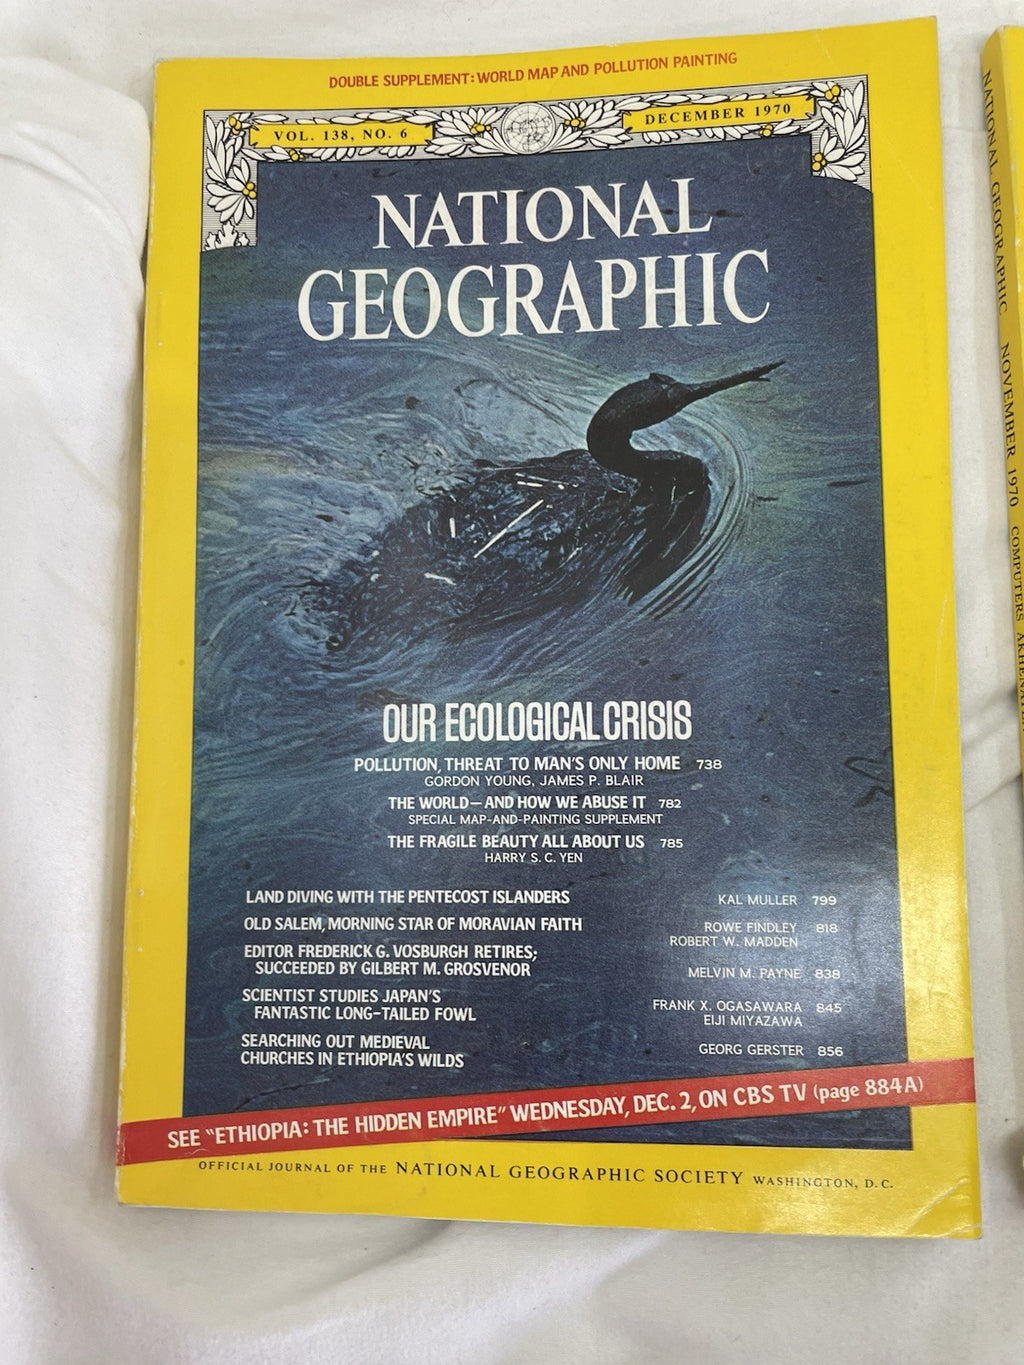 DOUBLE SUPPLEMENT: WORLD MAP AND POLLUTION PAINTING
VOL. 138, NO. 6
DECEMBER 1970
NATIONAL
GEOGRAPHIC
OUR ECOLOGICAL CRISIS
POLLUTION, THREAT TO MAN'S ONLY HOME 738
GORDON YOUNG, JAMES P. BLAIR
THE WORLD—AND HOW WE ABUSE IT 782
SPECIAL MAP-AND-PAINTING SUPPLEMENT
THE FRAGILE BEAUTY ALL ABOUT US 785
HARRY S. C. YEN
LAND DIVING WITH THE PENTECOST ISLANDERS KAL MULLER 799
OLD SALEM, MORNING STAR OF MORAVIAN FAITH ROWE FINDLEY 818
ROBERT W. MADDEN
EDITOR FREDERICK G. VOSBURGH RETIRES;
SUCCEEDED BY GILBERT M. GROSVENOR MELVIN M. PAYNE 838
SCIENTIST STUDIES JAPAN'S FRANK X. OGASAWARA 845
FANTASTIC LONG-TAILED FOWL EIJI MIYAZAWA
SEARCHING OUT MEDIEVAL
CHURCHES IN ETHIOPIA'S WILDS GEORG GERSTER 856
SEE "ETHIOPIA: THE HIDDEN EMPIRE" WEDNESDAY, DEC. 2, ON CBS TV (page 884A)
OFFICIAL JOURNAL OF THE NATIONAL GEOGRAPHIC SOCIETY WASHINGTON, D.C.
NATIONAL GEOGRAPHIC NOVEMBER 1970 COMPUTERS